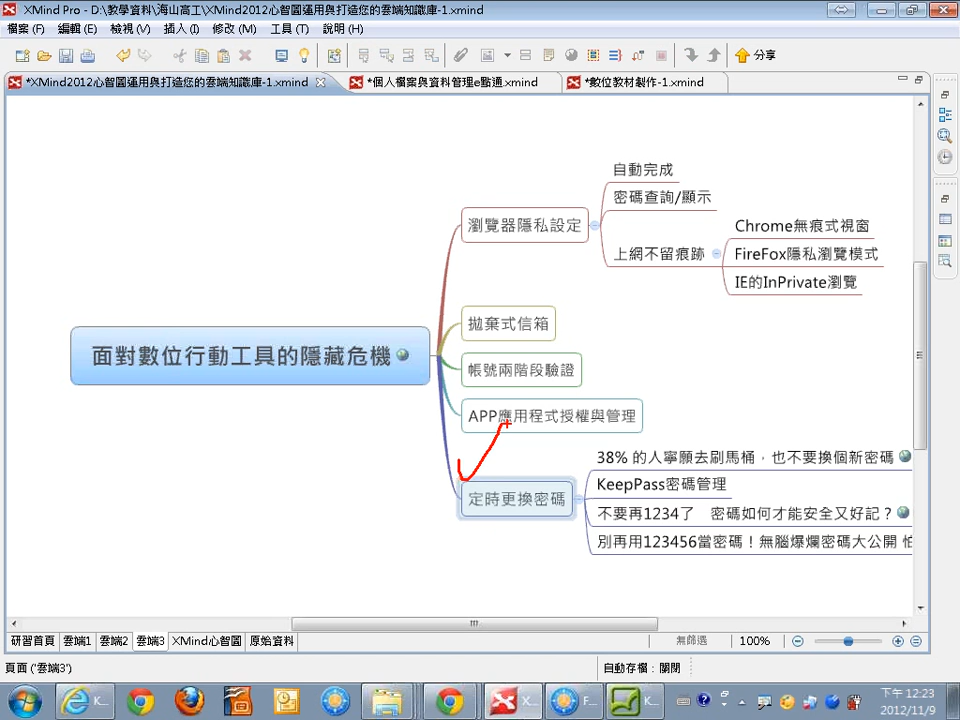 XMind Pro - D:\教學資料\海山高工\XMind2012心智圖運用與打造您的雲端知識庫-1.xmind
檔案 (F) 編輯 (E) 檢視 (V) 插入 (I) 修改 (M) 工具 (T) 說明 (H)
分享
*XMind2012心智圖運用與打造您的雲端知識庫-1.xmind *個人檔案與資料管理e點通.xmind *數位教材製作-1.xmind
自動完成
密碼查詢/顯示
瀏覽器隱私設定
Chrome無痕式視窗
上網不留痕跡
FireFox隱私瀏覽模式
IE的InPrivate瀏覽
拋棄式信箱
面對數位行動工具的隱藏危機
帳號兩階段驗證
APP應用程式授權與管理
38% 的人寧願去刷馬桶，也不要換個新密碼
KeepPass密碼管理
定時更換密碼
不要再1234了 密碼如何才能安全又好記？
別再用123456當密碼！無腦爆爛密碼大公開 怕
研習首頁 雲端1 雲端2 雲端3 XMind心智圖 原始資料
無篩選 100%
頁面 ('雲端3')
自動存檔：關閉
K... X... F... K...
下午 12:23
2012/11/9